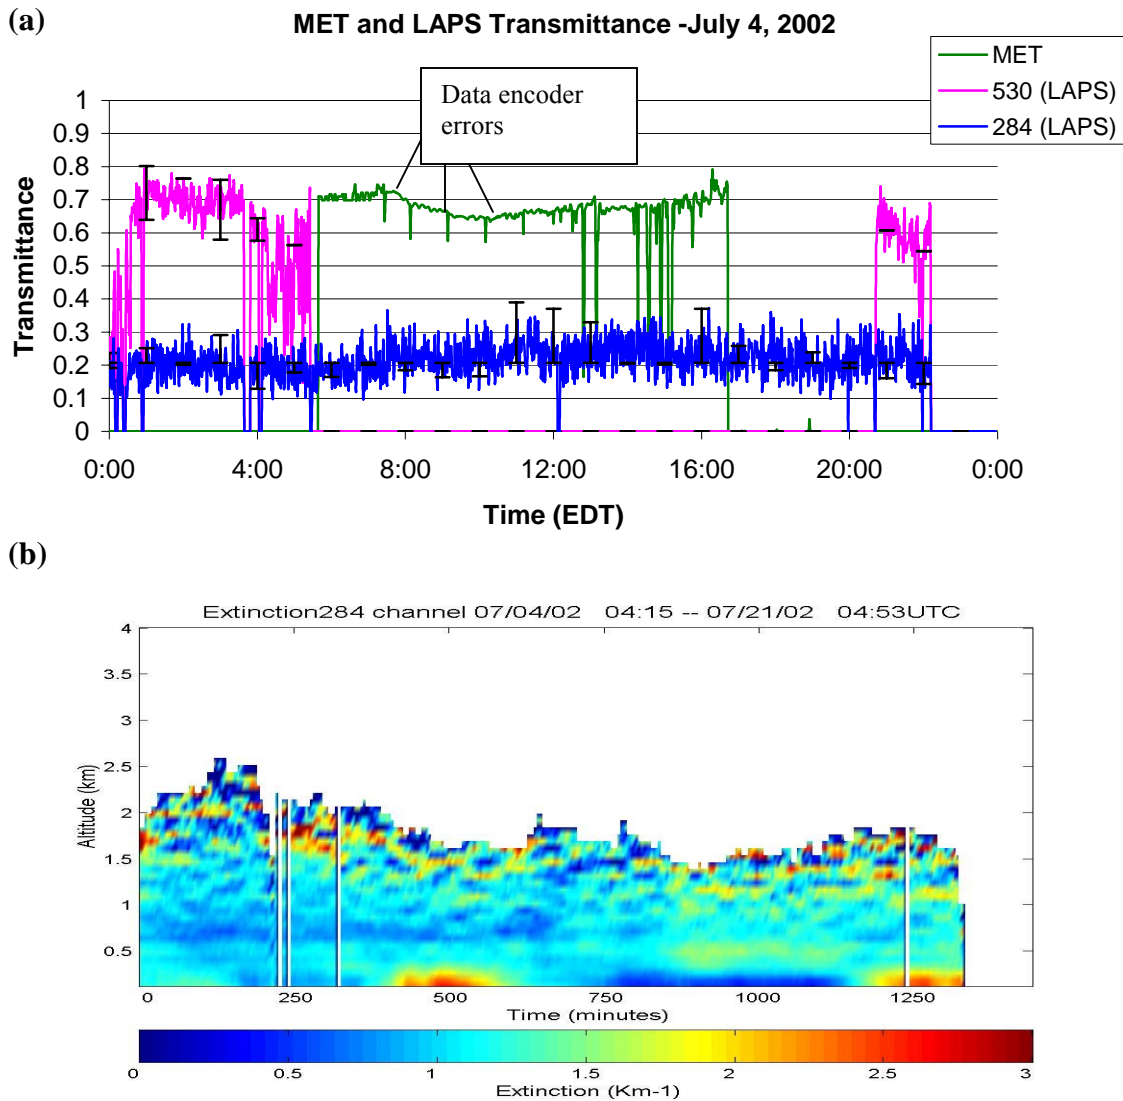 (a)
MET and LAPS Transmittance -July 4, 2002
MET
530 (LAPS)
284 (LAPS)
Data encoder
errors
1
0.9
0.8
0.7
0.6
0.5
0.4
0.3
0.2
0.1
0
Transmittance
0:00 4:00 8:00 12:00 16:00 20:00 0:00
Time (EDT)
(b)
Extinction284 channel 07/04/02 04:15 -- 07/21/02 04:53UTC
4
3.5
3
2.5
2
1.5
1
0.5
Altitude (km)
0 250 500 750 1000 1250
Time (minutes)
0 0.5 1 1.5 2 2.5 3
Extinction (Km-1)